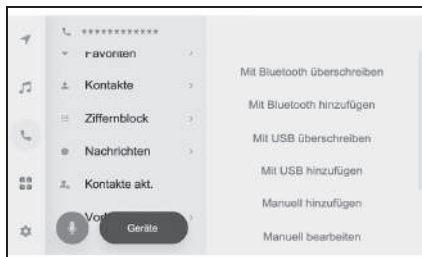 ************
Favoriten
Kontakte
Ziffernblock
Nachrichten
Kontakte akt.
Geräte
Mit Bluetooth überschreiben
Mit Bluetooth hinzufügen
Mit USB überschreiben
Mit USB hinzufügen
Manuell hinzufügen
Manuell bearbeiten